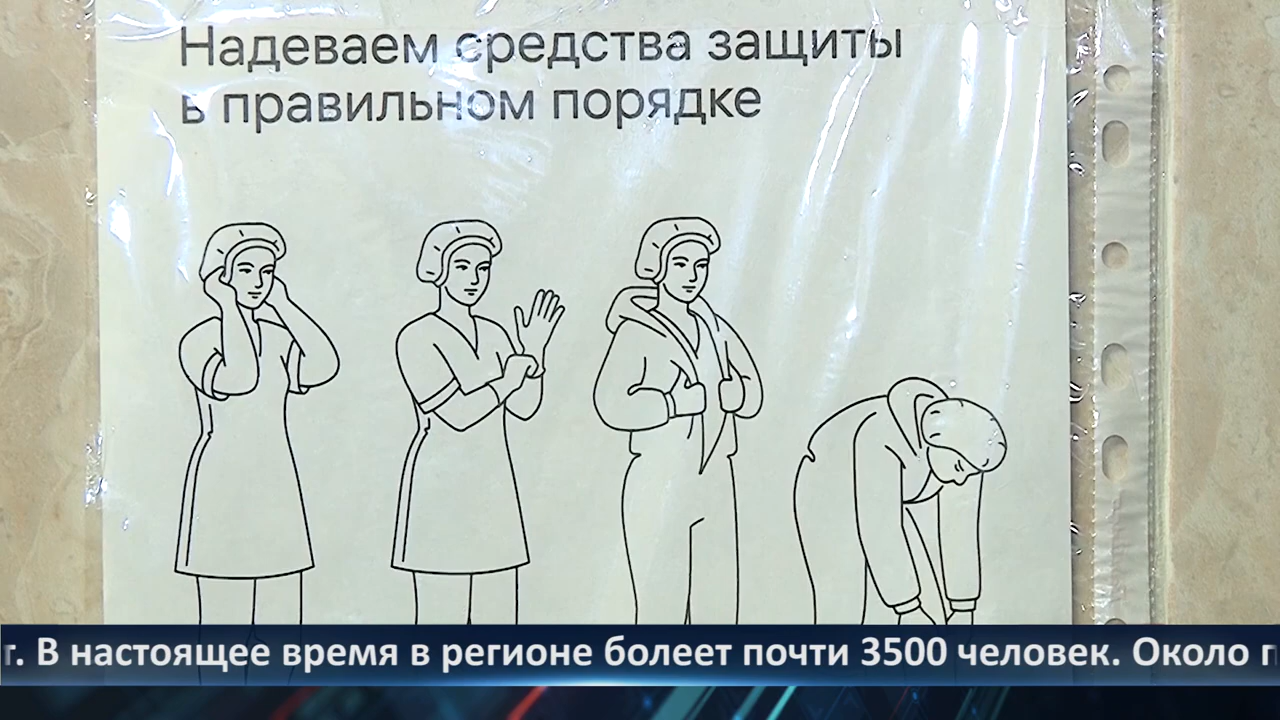 Надеваем средства защиты
в правильном порядке
г. В настоящее время в регионе болеет почти 3500 человек. Около п